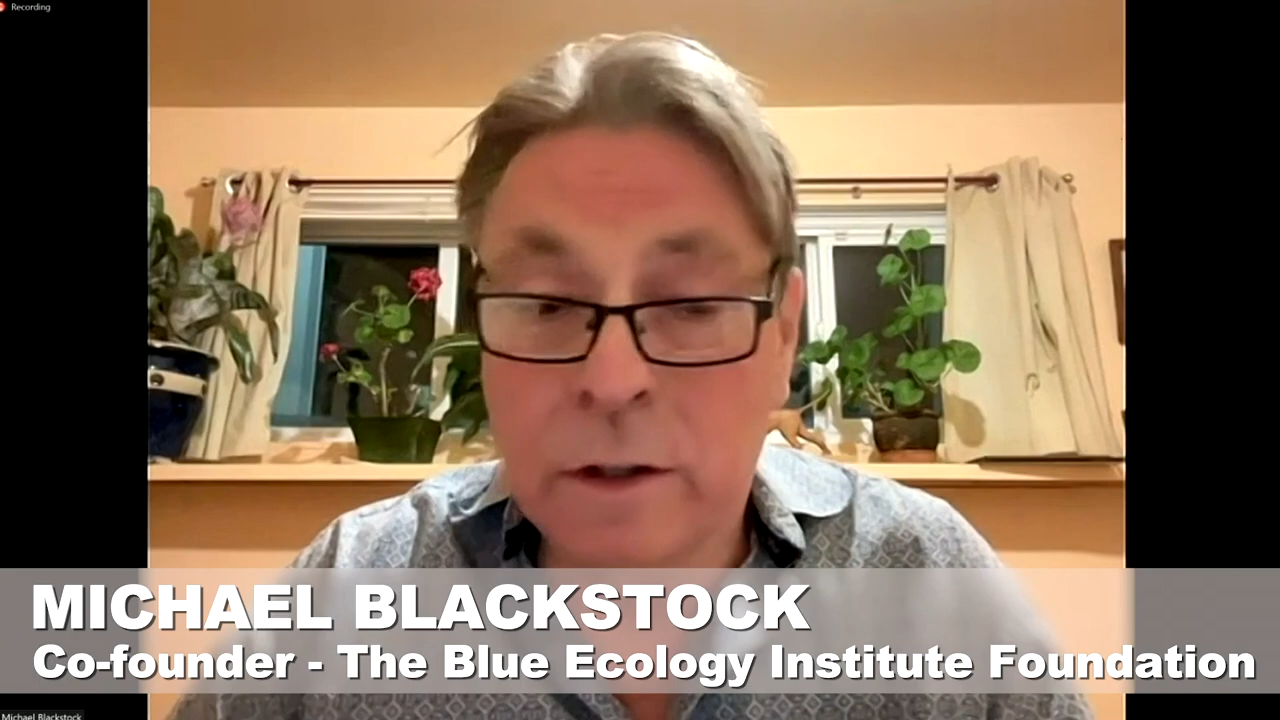 Recording
MICHAEL BLACKSTOCK
Co-founder - The Blue Ecology Institute Foundation
Michael Blackstock